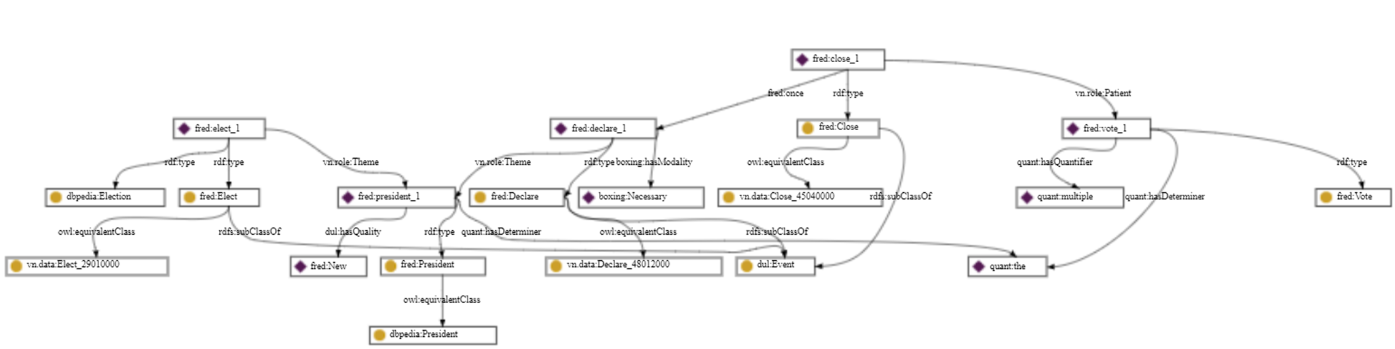 fred:close_1
fred:once
rdf:type
vn.role:Patient
fred:elect_1
fred:declare_1
fred:Close
fred:vote_1
rdf:type
rdf:type
vn.role:Theme
vn.role:Theme
rdf:type
boxing:hasModality
owl:equivalentClass
quant:hasQuantifier
rdf:type
dbpedia:Election
fred:Elect
fred:president_1
fred:Declare
boxing:Necessary
vn.data:Close_45040000
rdfs:subClassOf
quant:multiple
quant:hasDeterminer
fred:Vote
owl:equivalentClass
rdfs:subClassOf
dul:hasQuality
rdf:type
quant:hasDeterminer
owl:equivalentClass
rdfs:subClassOf
vn.data:Elect_29010000
fred:New
fred:President
vn.data:Declare_48012000
dul:Event
quant:the
owl:equivalentClass
dbpedia:President